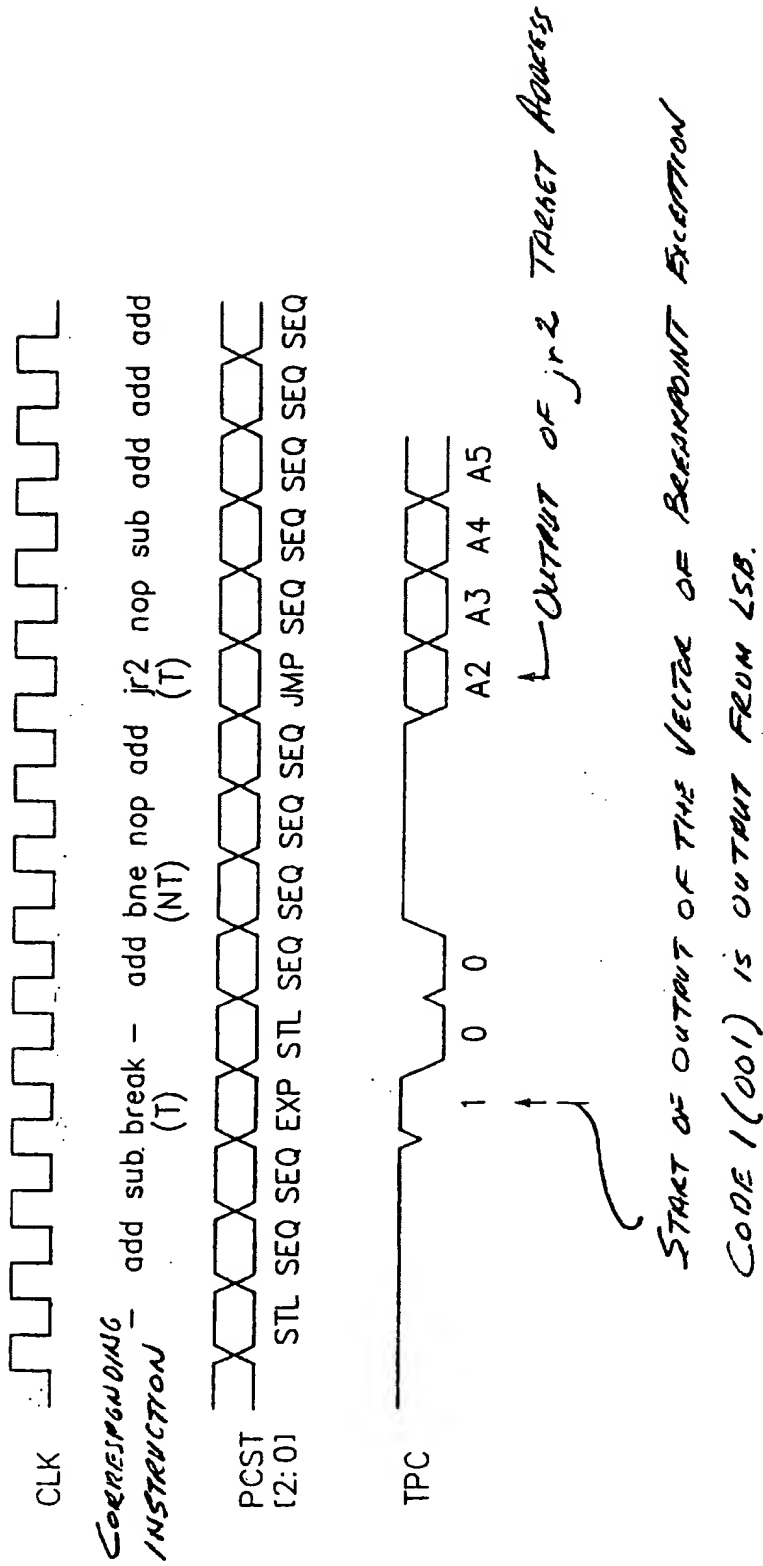 CLK
CORRESPONDING
INSTRUCTION
– add sub break – add bne nop add jr2 nop sub add add add
(T) (NT) (T)
PCST
[2:0]
STL SEQ SEQ EXP STL SEQ SEQ SEQ SEQ JMP SEQ SEQ SEQ SEQ SEQ
TPC
1 0 0 A2 A3 A4 A5
OUTPUT OF jr2 TARGET ADDRESS
START OF OUTPUT OF THE VECTOR OF BREAKPOINT EXCEPTION
CODE 1(001) is OUTPUT FROM LSB.